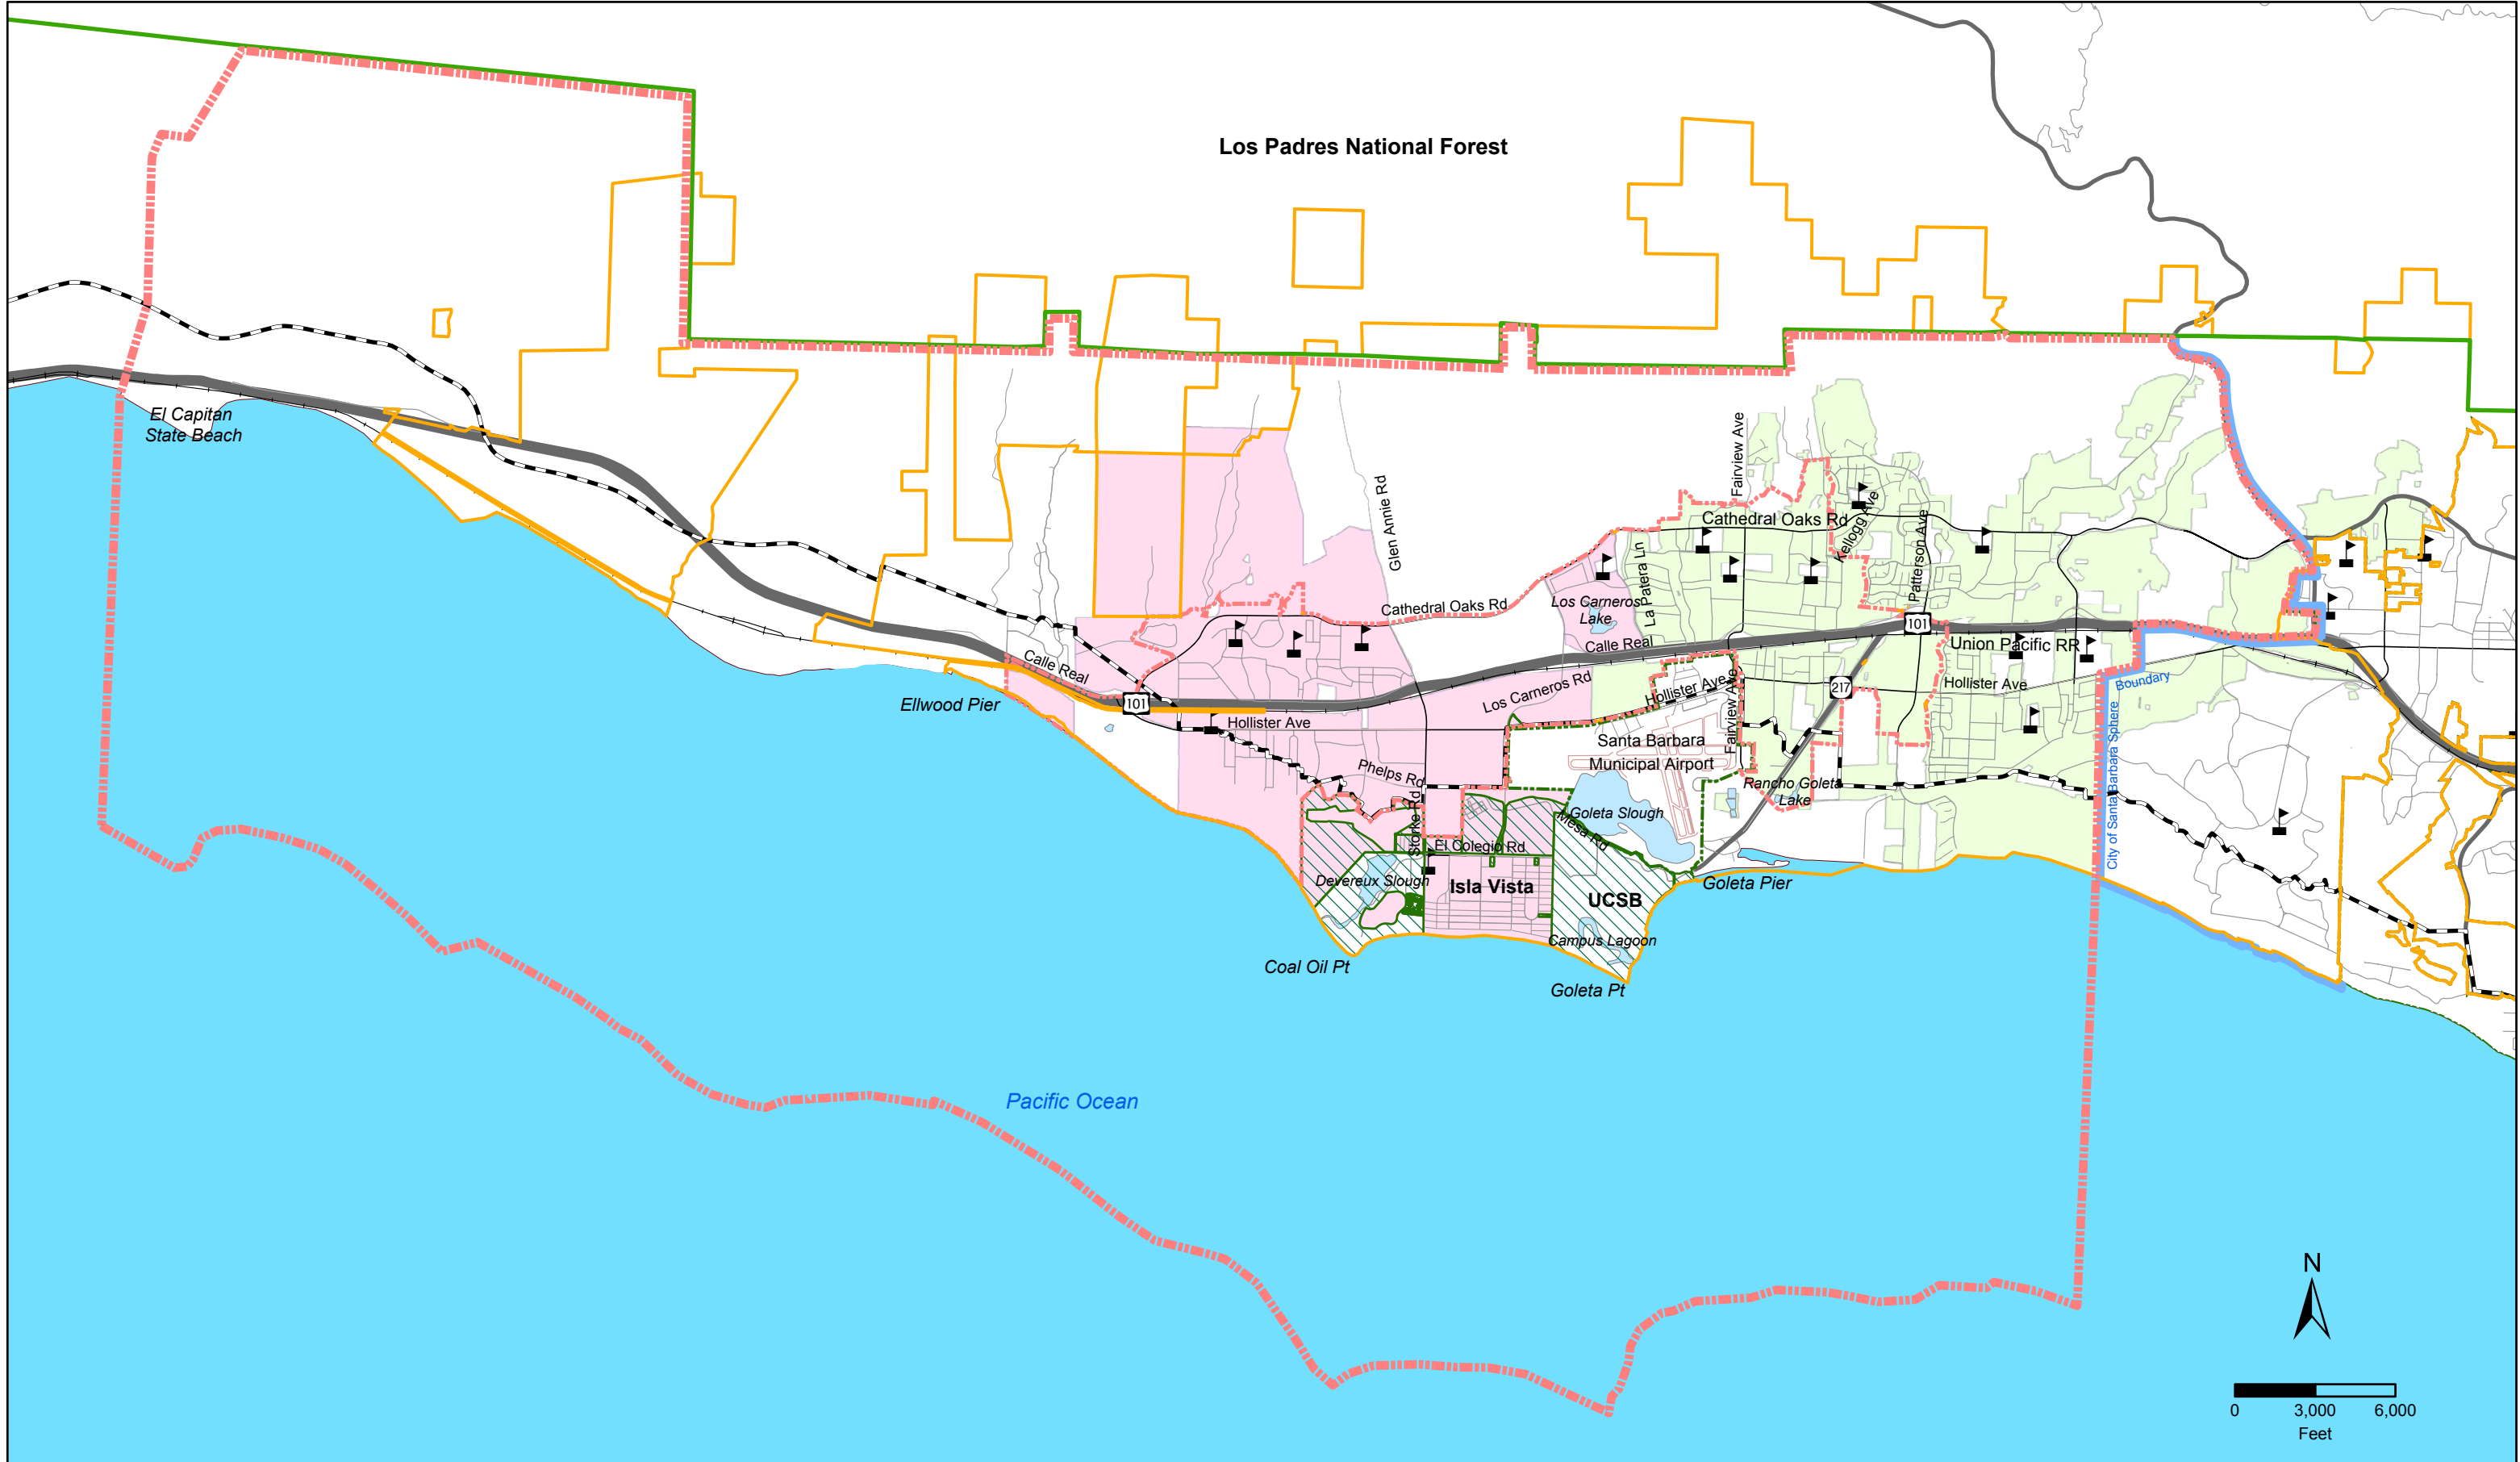 Los Padres National Forest
El Capitan
State Beach
Glen Annie Rd
Fairview Ave
Cathedral Oaks Rd
Kellogg Ave
Patterson Ave
La Patera Ln
Cathedral Oaks Rd
Los Carneros
Lake
101
Calle Real
Union Pacific RR
Calle Real
Hollister Ave
217
Hollister Ave
Boundary
City of Santa Barbara Sphere
Los Carneros Rd
Fairview Ave
101
Ellwood Pier
Hollister Ave
Santa Barbara
Municipal Airport
Phelps Rd
Rancho Goleta
Lake
Storke Rd
Goleta Slough
Mesa Rd
El Colegio Rd
Devereux Slough
Isla Vista
UCSB
Goleta Pier
Campus Lagoon
Coal Oil Pt
Goleta Pt
Pacific Ocean
N
0 3,000 6,000
Feet